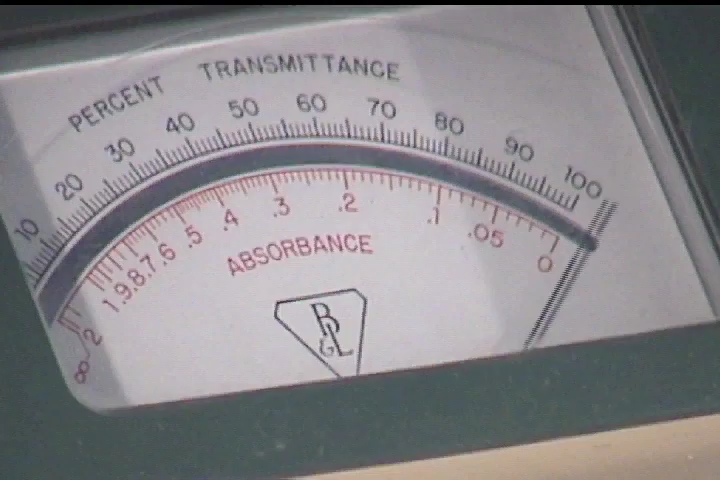 PERCENT TRANSMITTANCE
10 20 30 40 50 60 70 80 90 100
∞ 2 1 .9 .8 .7 .6 .5 .4 .3 .2 .1 .05 0
ABSORBANCE
B&L